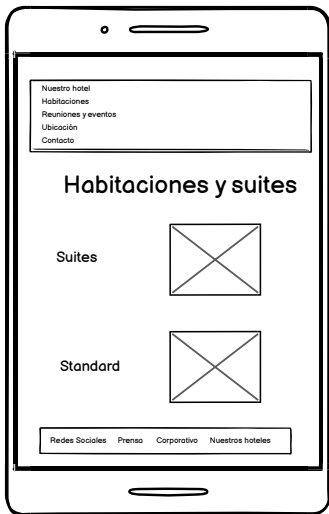 Nuestro hotel
Habitaciones
Reuniones y eventos
Ubicación
Contacto
Habitaciones y suites
Suites
Standard
Redes Sociales Prensa Corporativo Nuestros hoteles